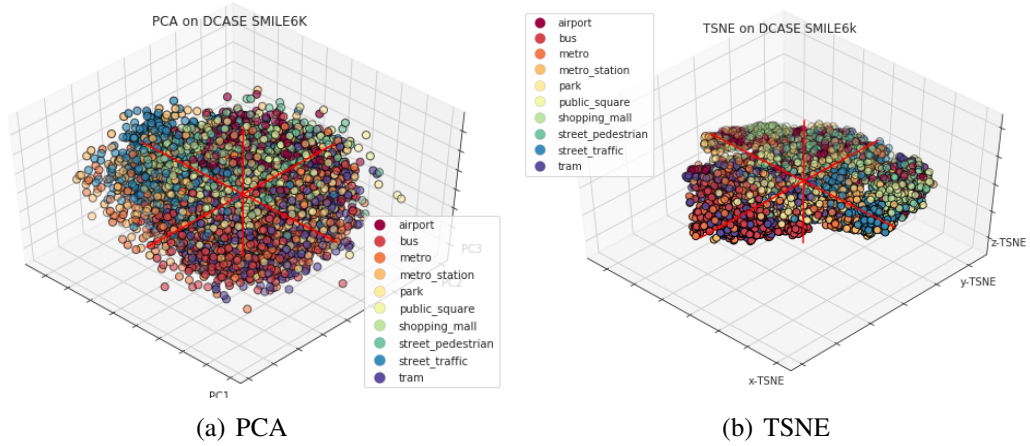 PCA on DCASE SMILE6K
airport
bus
metro
metro_station
park
public_square
shopping_mall
street_pedestrian
street_traffic
tram
PC1
PC2
PC3
(a) PCA
TSNE on DCASE SMILE6k
airport
bus
metro
metro_station
park
public_square
shopping_mall
street_pedestrian
street_traffic
tram
x-TSNE
y-TSNE
z-TSNE
(b) TSNE